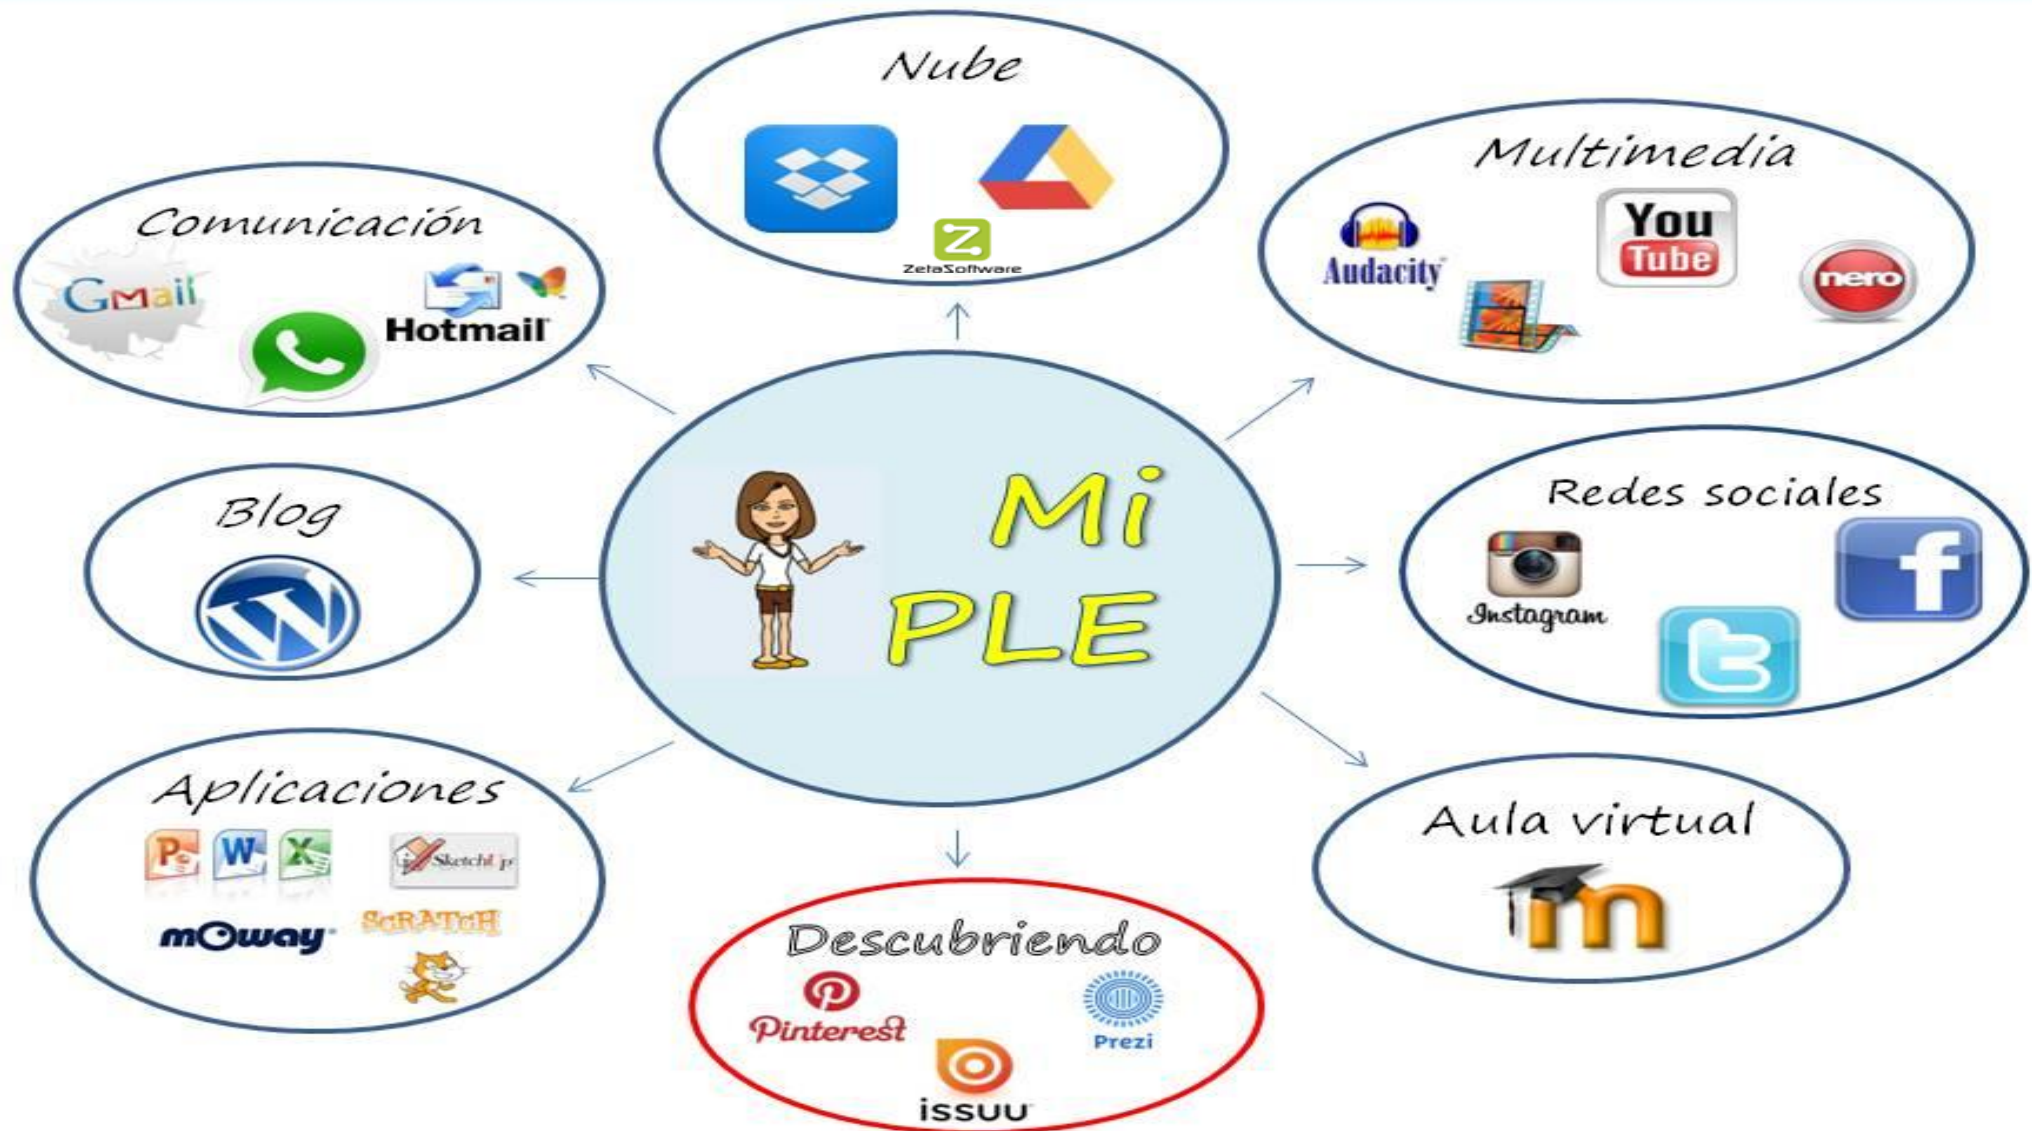 Nube
ZetaSoftware
Multimedia
Audacity
You
Tube
nero
Comunicación
GMail
Hotmail
Blog
W
Mi
PLE
Redes sociales
Instagram
f
t
Aplicaciones
P W X SketchUp
mOway SCRATCH
Aula virtual
m
Descubriendo
Pinterest
Prezi
issuu